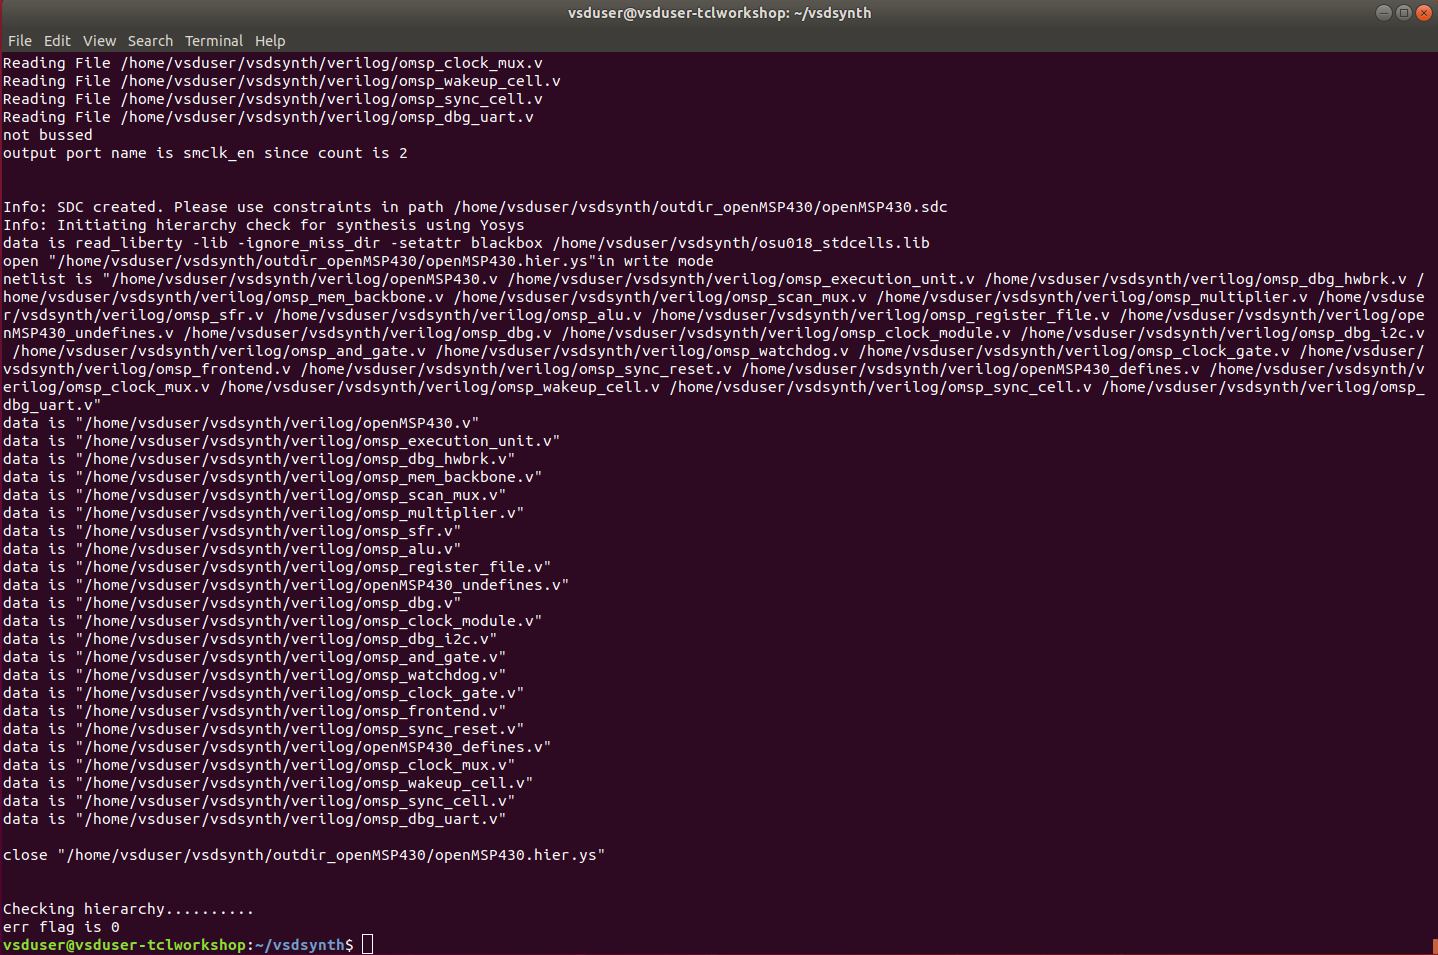 vsduser@vsduser-tclworkshop: ~/vsdsynth
File Edit View Search Terminal Help
Reading File /home/vsduser/vsdsynth/verilog/omsp_clock_mux.v
Reading File /home/vsduser/vsdsynth/verilog/omsp_wakeup_cell.v
Reading File /home/vsduser/vsdsynth/verilog/omsp_sync_cell.v
Reading File /home/vsduser/vsdsynth/verilog/omsp_dbg_uart.v
not bussed
output port name is smclk_en since count is 2
Info: SDC created. Please use constraints in path /home/vsduser/vsdsynth/outdir_openMSP430/openMSP430.sdc
Info: Initiating hierarchy check for synthesis using Yosys
data is read_liberty -lib -ignore_miss_dir -setattr blackbox /home/vsduser/vsdsynth/osu018_stdcells.lib
open "/home/vsduser/vsdsynth/outdir_openMSP430/openMSP430.hier.ys"in write mode
netlist is "/home/vsduser/vsdsynth/verilog/openMSP430.v /home/vsduser/vsdsynth/verilog/omsp_execution_unit.v /home/vsduser/vsdsynth/verilog/omsp_dbg_hwbrk.v /
home/vsduser/vsdsynth/verilog/omsp_mem_backbone.v /home/vsduser/vsdsynth/verilog/omsp_scan_mux.v /home/vsduser/vsdsynth/verilog/omsp_multiplier.v /home/vsduse
r/vsdsynth/verilog/omsp_sfr.v /home/vsduser/vsdsynth/verilog/omsp_alu.v /home/vsduser/vsdsynth/verilog/omsp_register_file.v /home/vsduser/vsdsynth/verilog/ope
nMSP430_undefines.v /home/vsduser/vsdsynth/verilog/omsp_dbg.v /home/vsduser/vsdsynth/verilog/omsp_clock_module.v /home/vsduser/vsdsynth/verilog/omsp_dbg_i2c.v
/home/vsduser/vsdsynth/verilog/omsp_and_gate.v /home/vsduser/vsdsynth/verilog/omsp_watchdog.v /home/vsduser/vsdsynth/verilog/omsp_clock_gate.v /home/vsduser/
vsdsynth/verilog/omsp_frontend.v /home/vsduser/vsdsynth/verilog/omsp_sync_reset.v /home/vsduser/vsdsynth/verilog/openMSP430_defines.v /home/vsduser/vsdsynth/v
erilog/omsp_clock_mux.v /home/vsduser/vsdsynth/verilog/omsp_wakeup_cell.v /home/vsduser/vsdsynth/verilog/omsp_sync_cell.v /home/vsduser/vsdsynth/verilog/omsp_
dbg_uart.v"
data is "/home/vsduser/vsdsynth/verilog/openMSP430.v"
data is "/home/vsduser/vsdsynth/verilog/omsp_execution_unit.v"
data is "/home/vsduser/vsdsynth/verilog/omsp_dbg_hwbrk.v"
data is "/home/vsduser/vsdsynth/verilog/omsp_mem_backbone.v"
data is "/home/vsduser/vsdsynth/verilog/omsp_scan_mux.v"
data is "/home/vsduser/vsdsynth/verilog/omsp_multiplier.v"
data is "/home/vsduser/vsdsynth/verilog/omsp_sfr.v"
data is "/home/vsduser/vsdsynth/verilog/omsp_alu.v"
data is "/home/vsduser/vsdsynth/verilog/omsp_register_file.v"
data is "/home/vsduser/vsdsynth/verilog/openMSP430_undefines.v"
data is "/home/vsduser/vsdsynth/verilog/omsp_dbg.v"
data is "/home/vsduser/vsdsynth/verilog/omsp_clock_module.v"
data is "/home/vsduser/vsdsynth/verilog/omsp_dbg_i2c.v"
data is "/home/vsduser/vsdsynth/verilog/omsp_and_gate.v"
data is "/home/vsduser/vsdsynth/verilog/omsp_watchdog.v"
data is "/home/vsduser/vsdsynth/verilog/omsp_clock_gate.v"
data is "/home/vsduser/vsdsynth/verilog/omsp_frontend.v"
data is "/home/vsduser/vsdsynth/verilog/omsp_sync_reset.v"
data is "/home/vsduser/vsdsynth/verilog/openMSP430_defines.v"
data is "/home/vsduser/vsdsynth/verilog/omsp_clock_mux.v"
data is "/home/vsduser/vsdsynth/verilog/omsp_wakeup_cell.v"
data is "/home/vsduser/vsdsynth/verilog/omsp_sync_cell.v"
data is "/home/vsduser/vsdsynth/verilog/omsp_dbg_uart.v"
close "/home/vsduser/vsdsynth/outdir_openMSP430/openMSP430.hier.ys"
Checking hierarchy..........
err flag is 0
vsduser@vsduser-tclworkshop:~/vsdsynth$